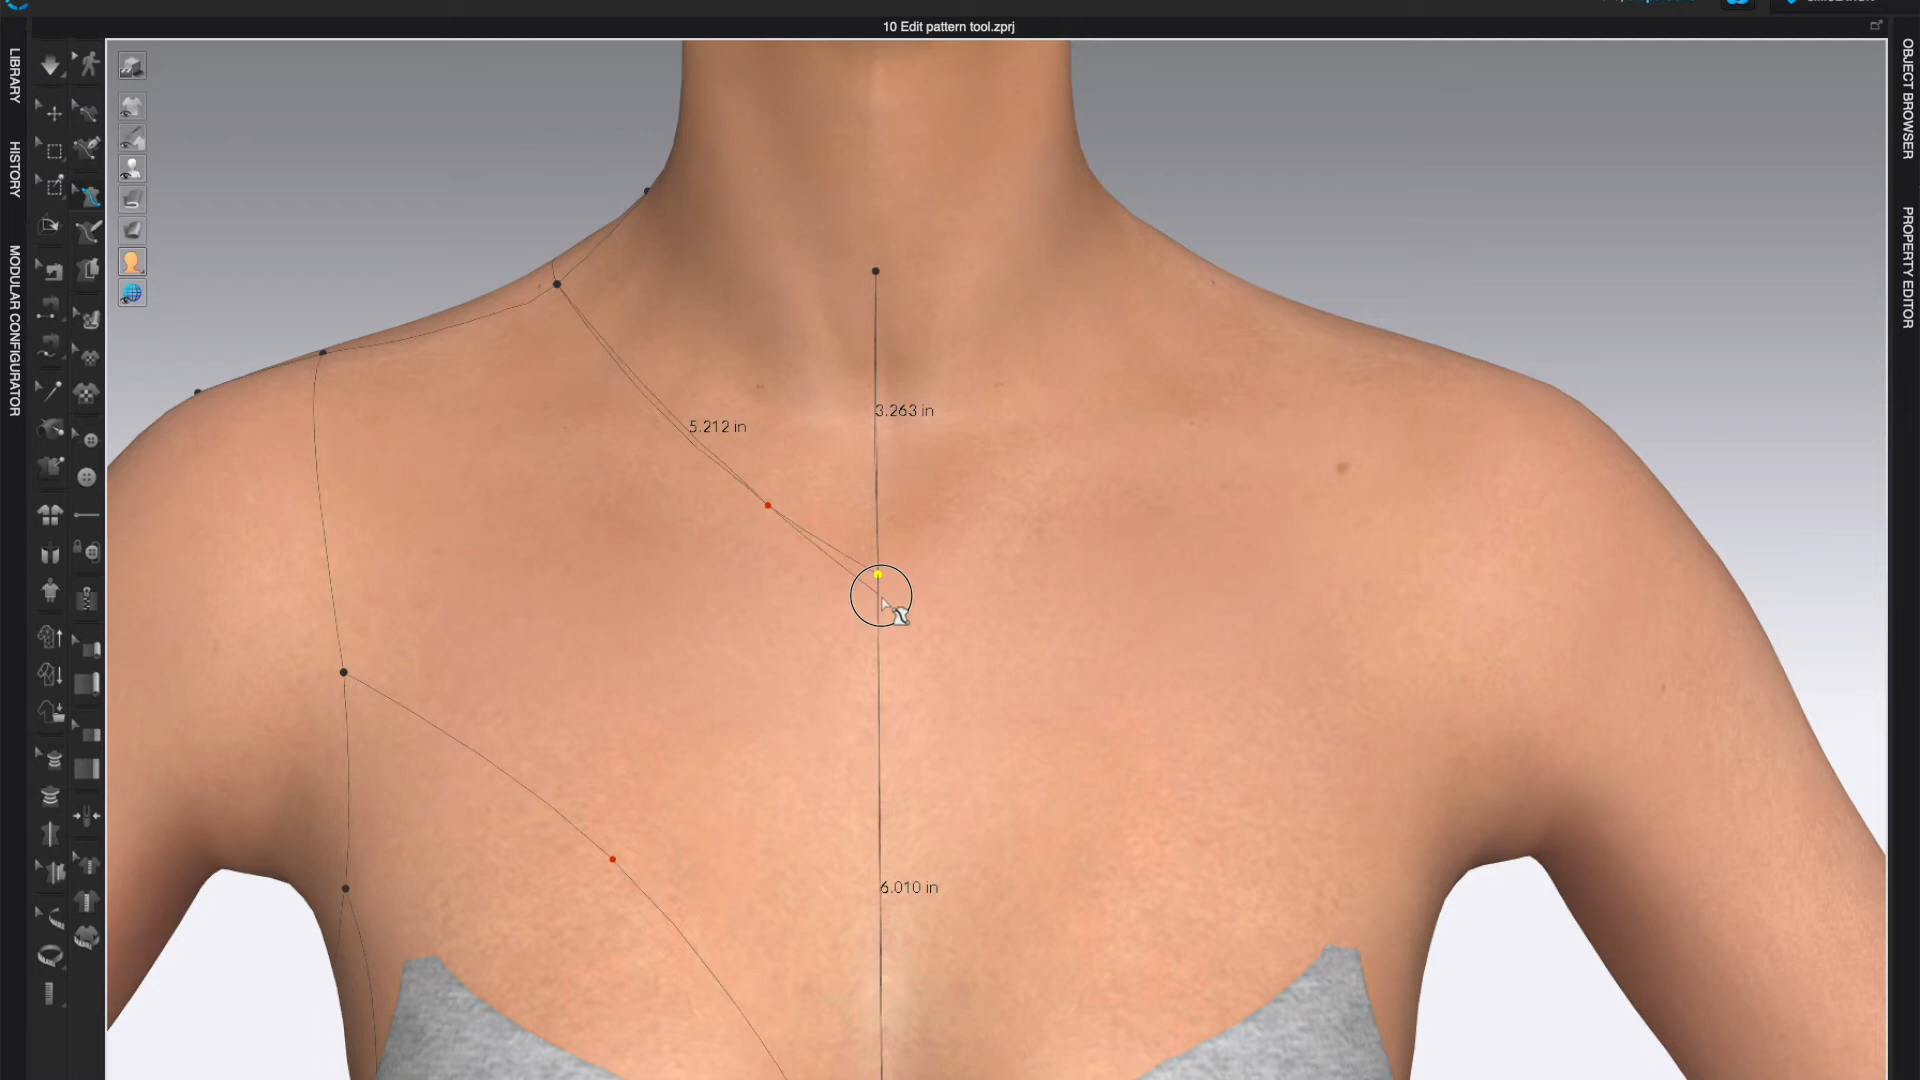 10 Edit pattern tool.zprj
LIBRARY
HISTORY
MODULAR CONFIGURATOR
OBJECT BROWSER
PROPERTY EDITOR
3.263 in
5.212 in
6.010 in